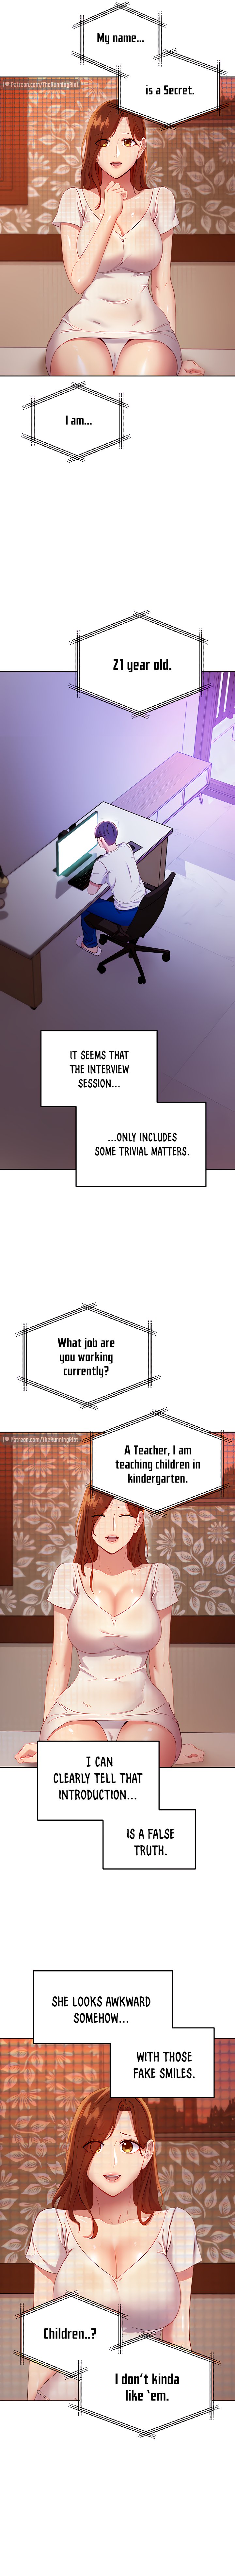 My name...
is a Secret.
Patreon.com/TheRunningRiot
I am...
21 year old.
IT SEEMS THAT
THE INTERVIEW
SESSION...
...ONLY INCLUDES
SOME TRIVIAL MATTERS.
What job are
you working
currently?
Patreon.com/TheRunningRiot
A Teacher, I am
teaching children in
kindergarten.
I CAN
CLEARLY TELL THAT
INTRODUCTION...
IS A FALSE
TRUTH.
SHE LOOKS AWKWARD
SOMEHOW...
WITH THOSE
FAKE SMILES.
Children..?
I don't kinda
like 'em.